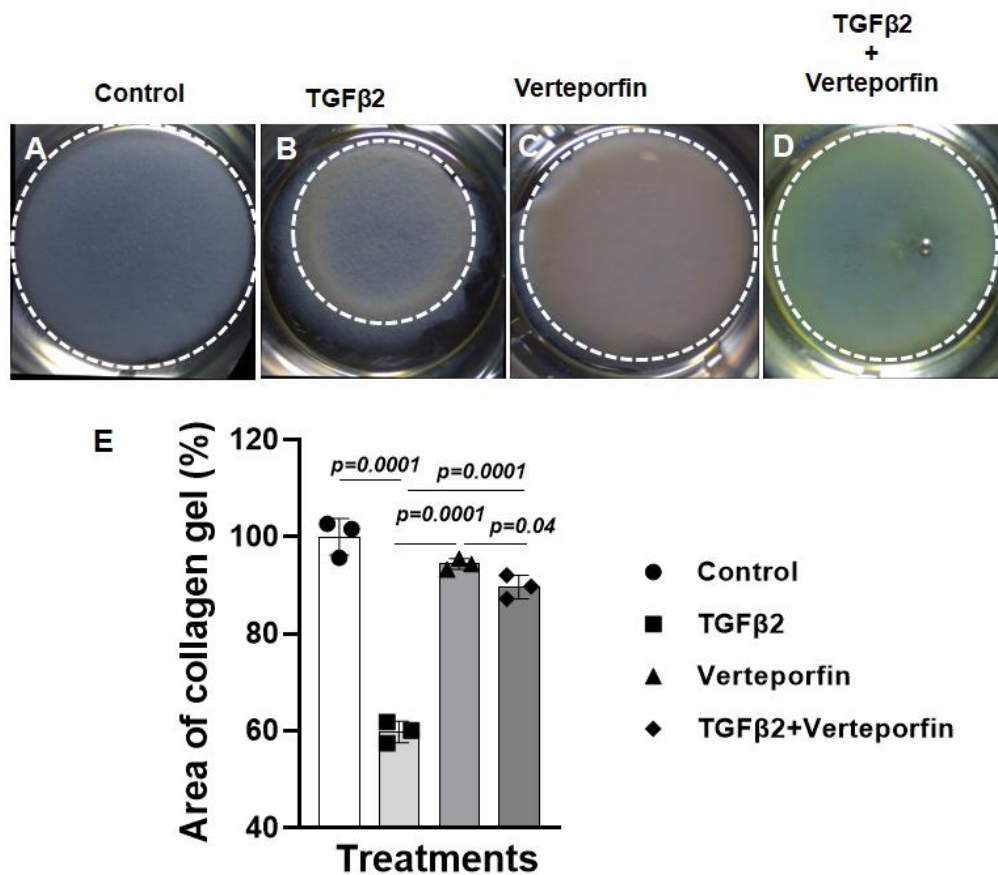 Control
TGFβ2
Verteporfin
TGFβ2
+
Verteporfin
A
B
C
D
E
Area of collagen gel (%)
120
100
80
60
40
p=0.0001
p=0.0001
p=0.0001
p=0.04
Treatments
Control
TGFβ2
Verteporfin
TGFβ2+Verteporfin